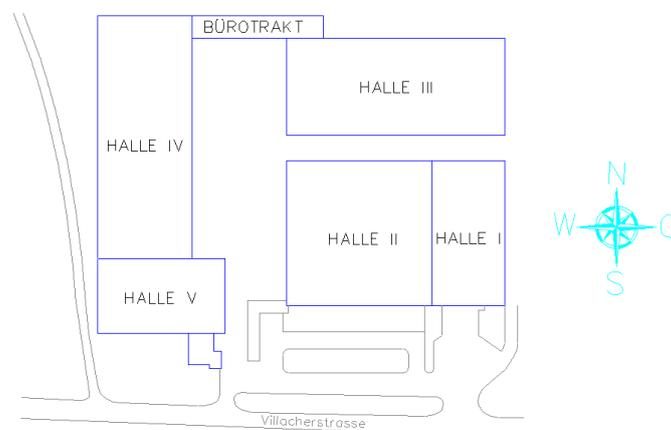 BÜROTRAKT
HALLE III
HALLE IV
HALLE II
HALLE I
HALLE V
N
W
O
S
Villacherstrasse